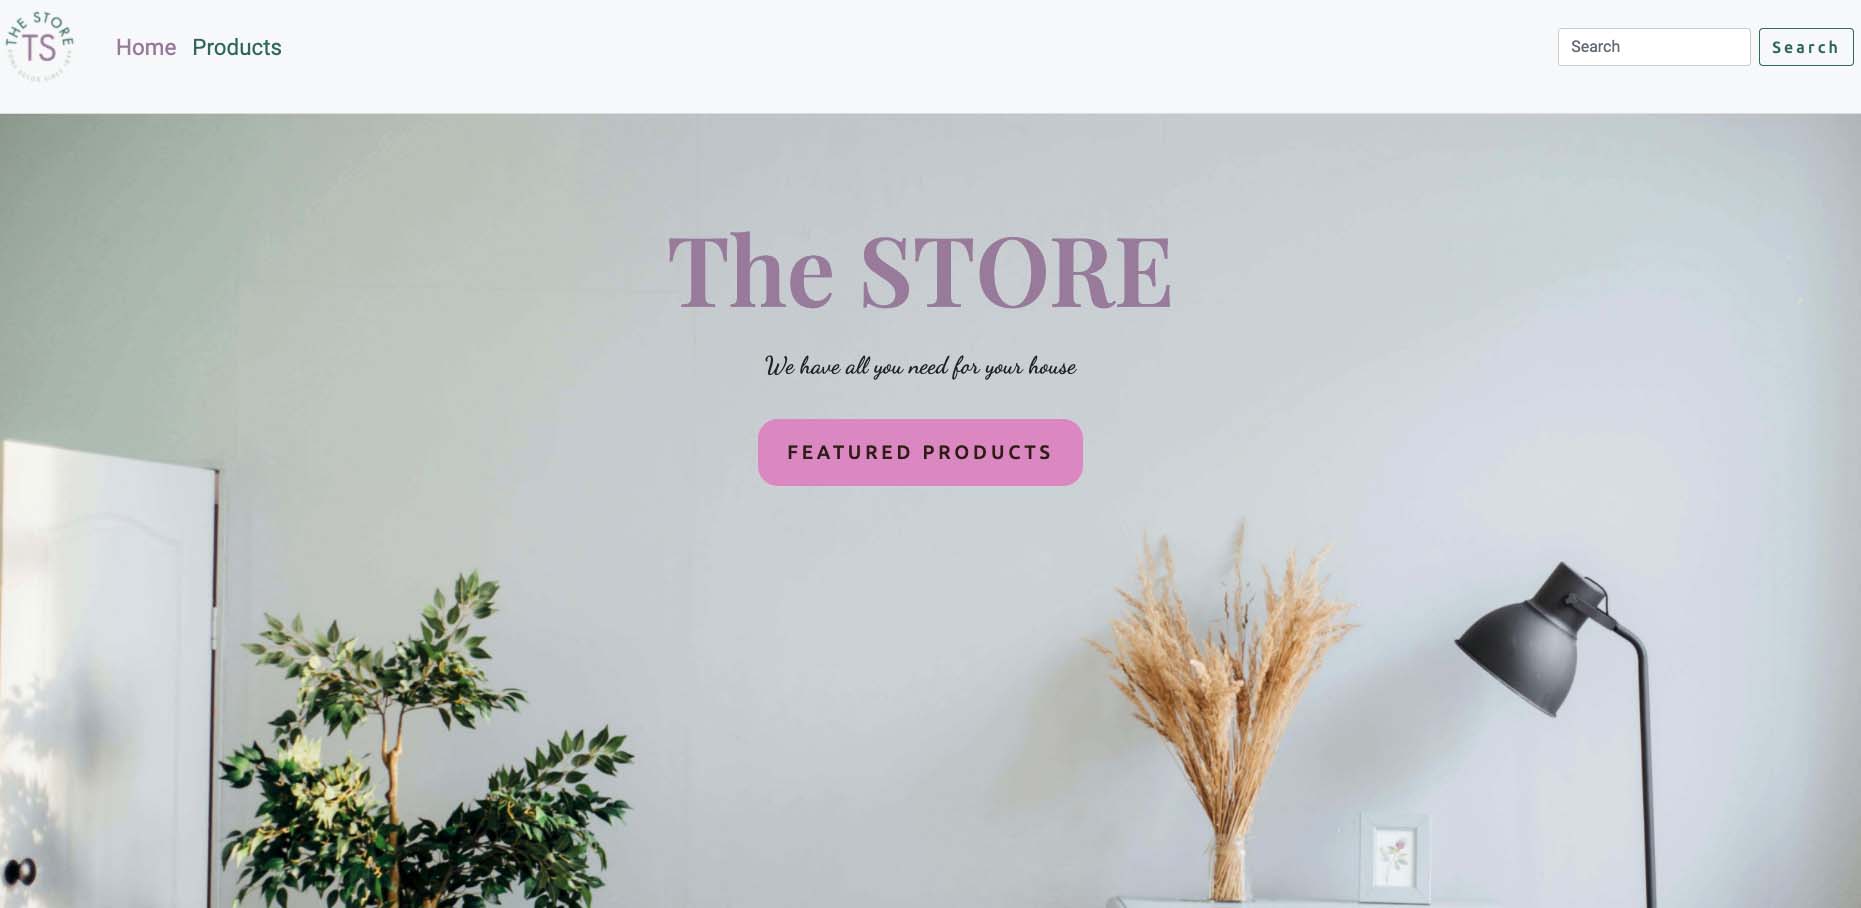 THE STORE
TS
Home Products
Search
Search
The STORE
We have all you need for your house
FEATURED PRODUCTS